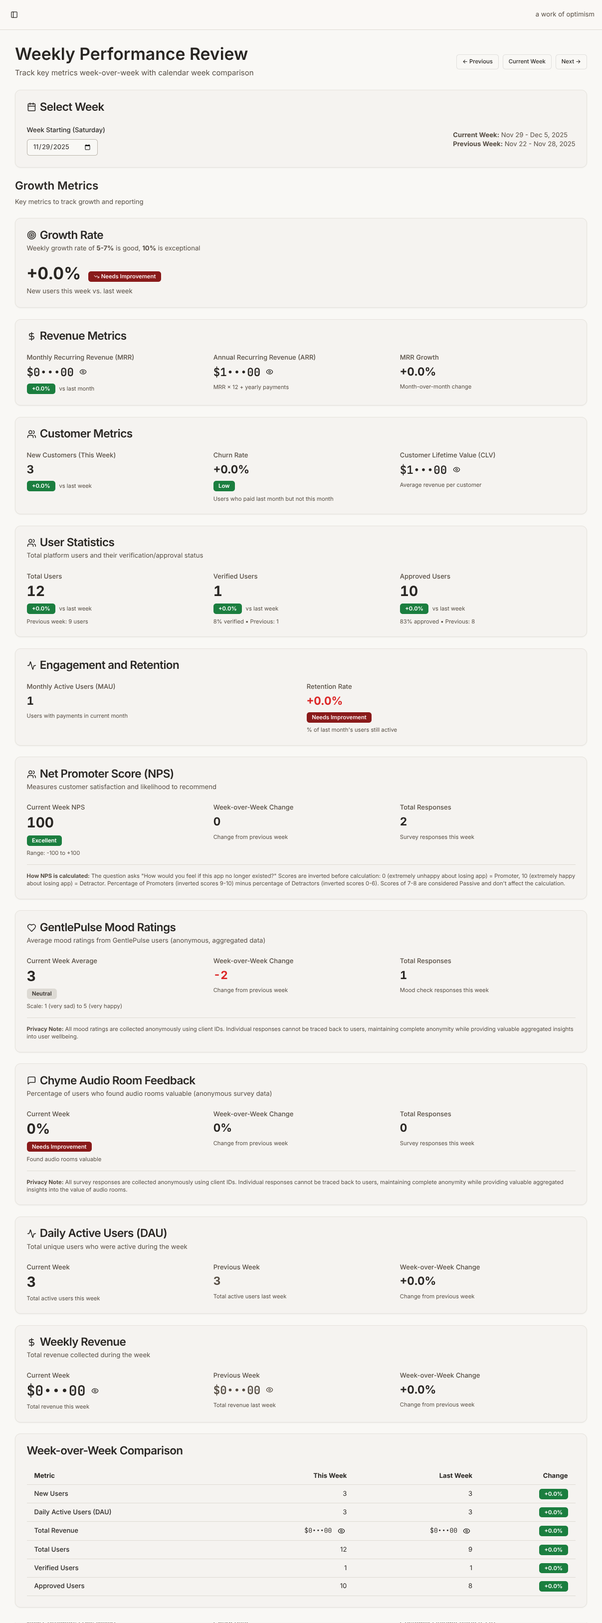 a work of optimism
Weekly Performance Review
Track key metrics week-over-week with calendar week comparison
← Previous
Current Week
Next →
Select Week
Week Starting (Saturday)
11/29/2025
Current Week: Nov 29 - Dec 5, 2025
Previous Week: Nov 22 - Nov 28, 2025
Growth Metrics
Key metrics to track growth and reporting
Growth Rate
Weekly growth rate of 5-7% is good, 10% is exceptional
+0.0% Needs Improvement
New users this week vs. last week
Revenue Metrics
Monthly Recurring Revenue (MRR)
$0•••00
+0.0% vs last month
Annual Recurring Revenue (ARR)
$1•••00
MRR × 12 + yearly payments
MRR Growth
+0.0%
Month-over-month change
Customer Metrics
New Customers (This Week)
3
+0.0% vs last week
Churn Rate
+0.0%
Low
Users who paid last month but not this month
Customer Lifetime Value (CLV)
$1•••00
Average revenue per customer
User Statistics
Total platform users and their verification/approval status
Total Users
12
+0.0% vs last week
Previous week: 9 users
Verified Users
1
+0.0% vs last week
8% verified • Previous: 1
Approved Users
10
+0.0% vs last week
83% approved • Previous: 8
Engagement and Retention
Monthly Active Users (MAU)
1
Users with payments in current month
Retention Rate
+0.0%
Needs Improvement
% of last month's users still active
Net Promoter Score (NPS)
Measures customer satisfaction and likelihood to recommend
Current Week NPS
100
Excellent
Range: -100 to +100
Week-over-Week Change
0
Change from previous week
Total Responses
2
Survey responses this week
How NPS is calculated: The question asks "How would you feel if this app no longer existed?" Scores are inverted before calculation: 0 (extremely unhappy about losing app) = Promoter, 10 (extremely happy
about losing app) = Detractor. Percentage of Promoters (inverted scores 9-10) minus percentage of Detractors (inverted scores 0-6). Scores of 7-8 are considered Passive and don't affect the calculation.
GentlePulse Mood Ratings
Average mood ratings from GentlePulse users (anonymous, aggregated data)
Current Week Average
3
Neutral
Scale: 1 (very sad) to 5 (very happy)
Week-over-Week Change
-2
Change from previous week
Total Responses
1
Mood check responses this week
Privacy Note: All mood ratings are collected anonymously using client IDs. Individual responses cannot be traced back to users, maintaining complete anonymity while providing valuable aggregated insights
into user wellbeing.
Chyme Audio Room Feedback
Percentage of users who found audio rooms valuable (anonymous survey data)
Current Week
0%
Needs Improvement
Found audio rooms valuable
Week-over-Week Change
0%
Change from previous week
Total Responses
0
Survey responses this week
Privacy Note: All survey responses are collected anonymously using client IDs. Individual responses cannot be traced back to users, maintaining complete anonymity while providing valuable aggregated
insights into the value of audio rooms.
Daily Active Users (DAU)
Total unique users who were active during the week
Current Week
3
Total active users this week
Previous Week
3
Total active users last week
Week-over-Week Change
+0.0%
Change from previous week
Weekly Revenue
Total revenue collected during the week
Current Week
$0•••00
Total revenue this week
Previous Week
$0•••00
Total revenue last week
Week-over-Week Change
+0.0%
Change from previous week
Week-over-Week Comparison
Metric This Week Last Week Change
New Users 3 3 +0.0%
Daily Active Users (DAU) 3 3 +0.0%
Total Revenue $0•••00 $0•••00 +0.0%
Total Users 12 9 +0.0%
Verified Users 1 1 +0.0%
Approved Users 10 8 +0.0%